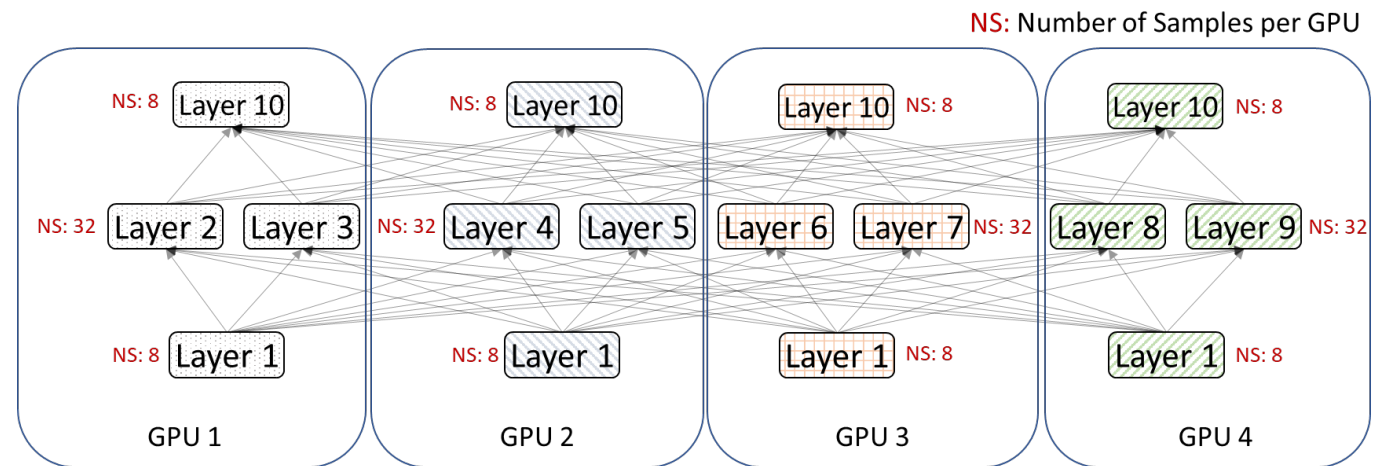 NS: Number of Samples per GPU
NS: 8 Layer 10
NS: 8 Layer 10
Layer 10 NS: 8
Layer 10 NS: 8
NS: 32 Layer 2 Layer 3
NS: 32 Layer 4 Layer 5
Layer 6 Layer 7 NS: 32
Layer 8 Layer 9 NS: 32
NS: 8 Layer 1
NS: 8 Layer 1
Layer 1 NS: 8
Layer 1 NS: 8
GPU 1
GPU 2
GPU 3
GPU 4